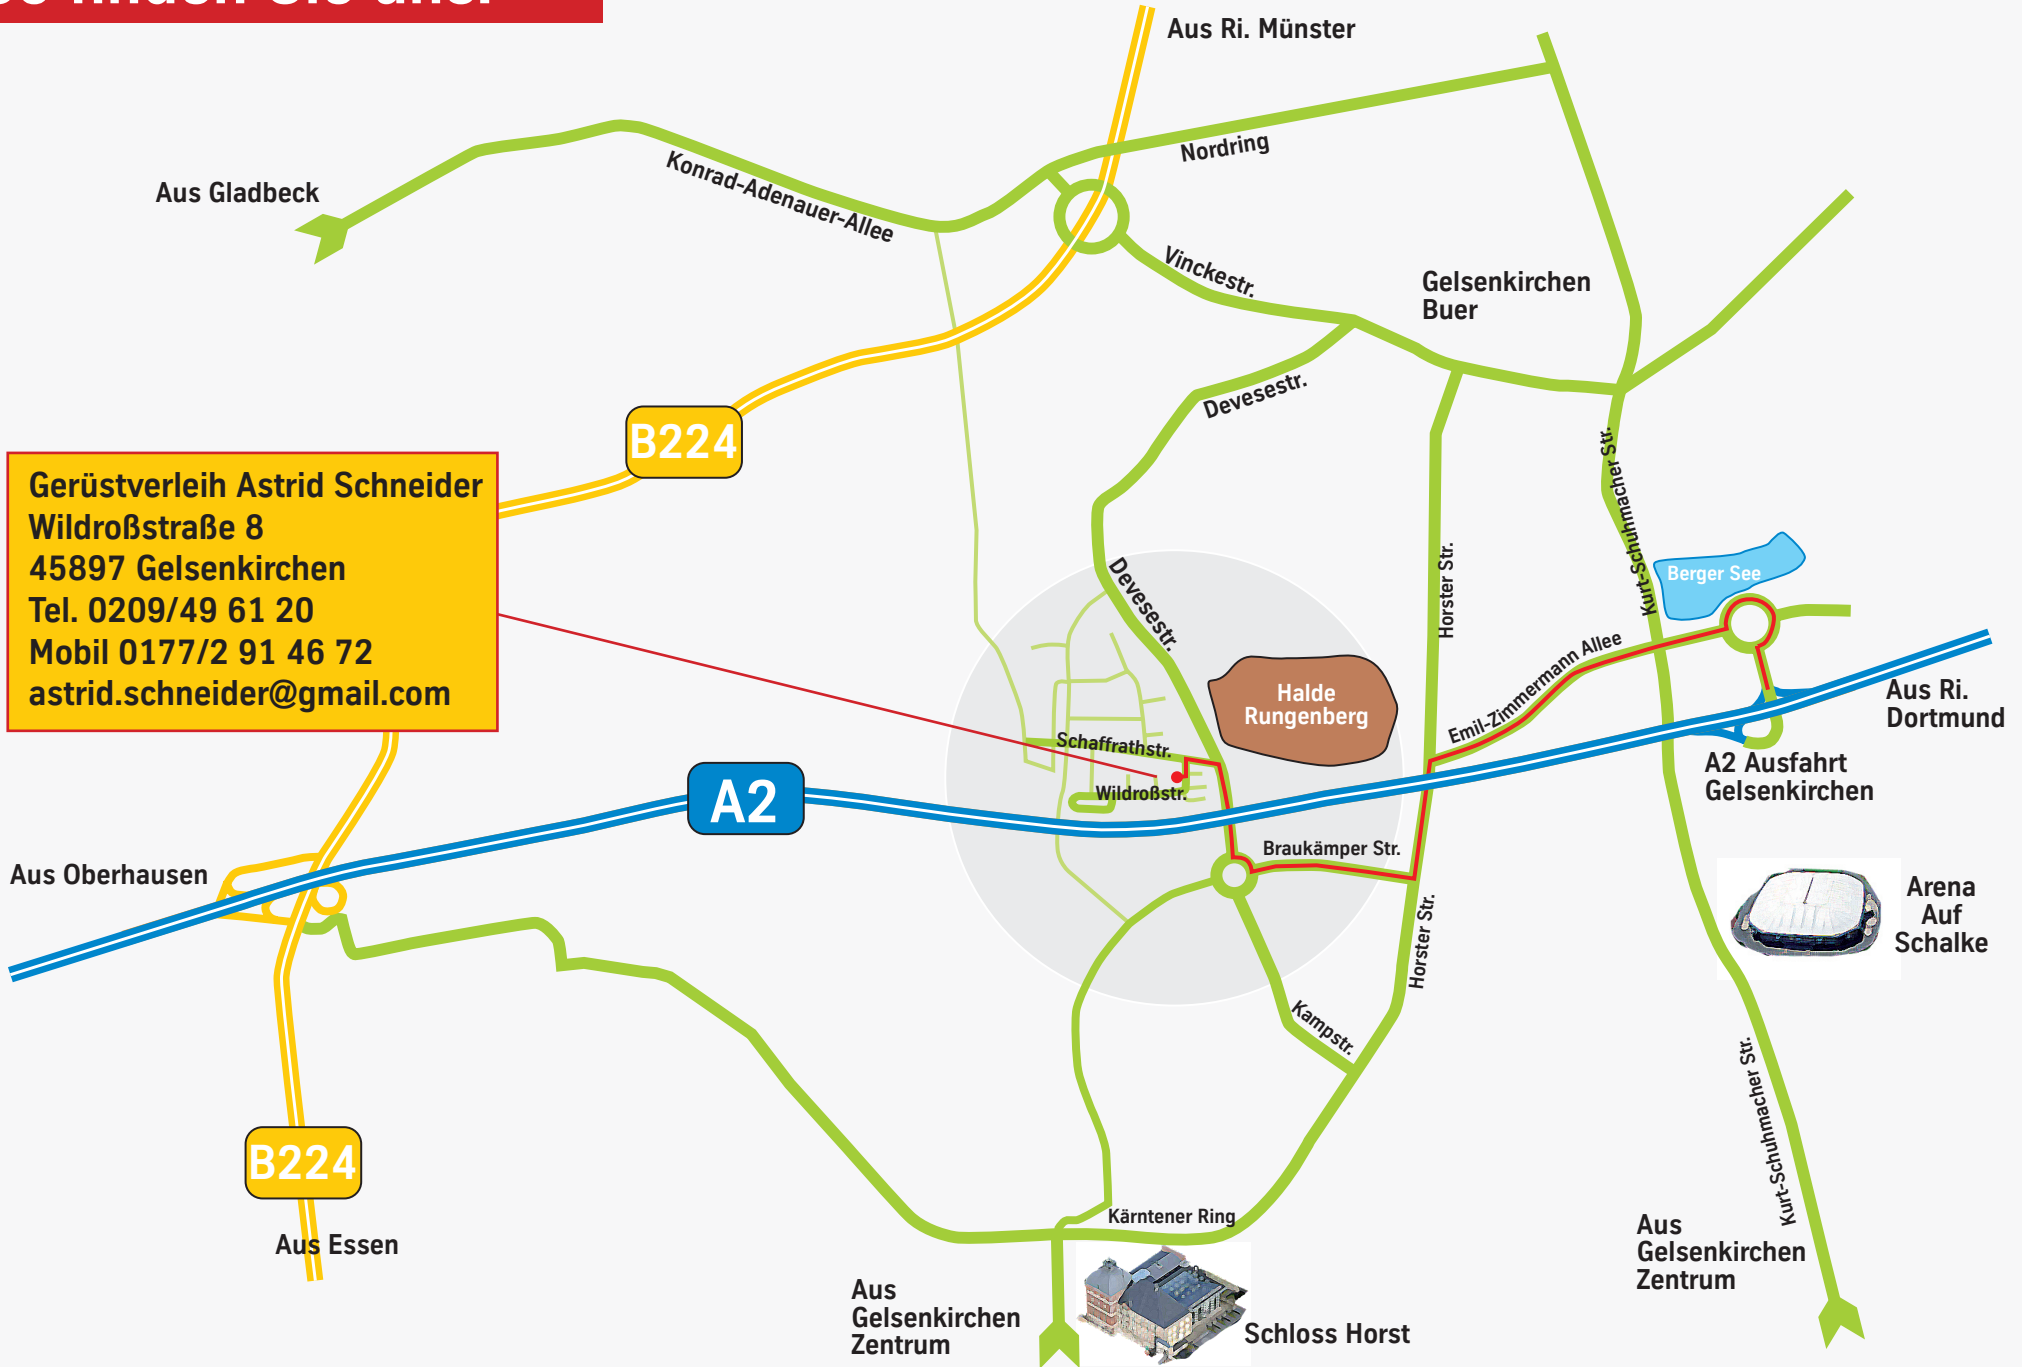 Aus Ri. Münster
Nordring
Konrad-Adenauer-Allee
Aus Gladbeck
Vinckestr.
Gelsenkirchen
Buer
Devesestr.
B224
Kurt-Schuhmacher Str.
Gerüstverleih Astrid Schneider
Wildroßstraße 8
45897 Gelsenkirchen
Tel. 0209/49 61 20
Mobil 0177/2 91 46 72
astrid.schneider@gmail.com
Devesestr.
Horster Str.
Berger See
Halde
Rungenberg
Emil-Zimmermann Allee
Aus Ri.
Dortmund
Schaffrathstr.
Wildroßstr.
A2
A2 Ausfahrt
Gelsenkirchen
Braukämper Str.
Aus Oberhausen
Arena
Auf
Schalke
Horster Str.
Kampstr.
Kurt-Schuhmacher Str.
B224
Aus Essen
Kärntener Ring
Aus
Gelsenkirchen
Zentrum
Aus
Gelsenkirchen
Zentrum
Schloss Horst